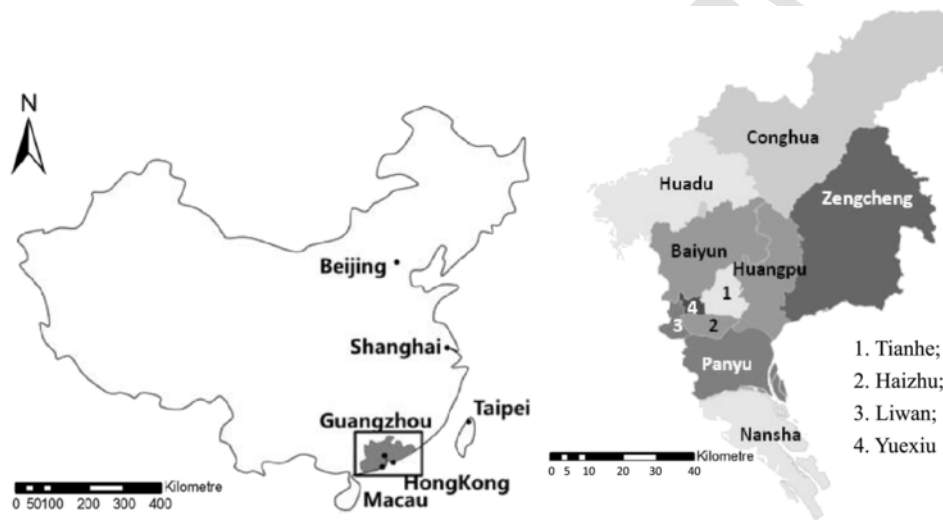 N
Beijing
Shanghai
Guangzhou
Taipei
HongKong
Macau
Kilometre
0 50100 200 300 400
Conghua
Huadu
Zengcheng
Baiyun
Huangpu
1
4
3
2
Panyu
Nansha
1. Tianhe;
2. Haizhu;
3. Liwan;
4. Yuexiu
Kilometre
0 5 10 20 30 40